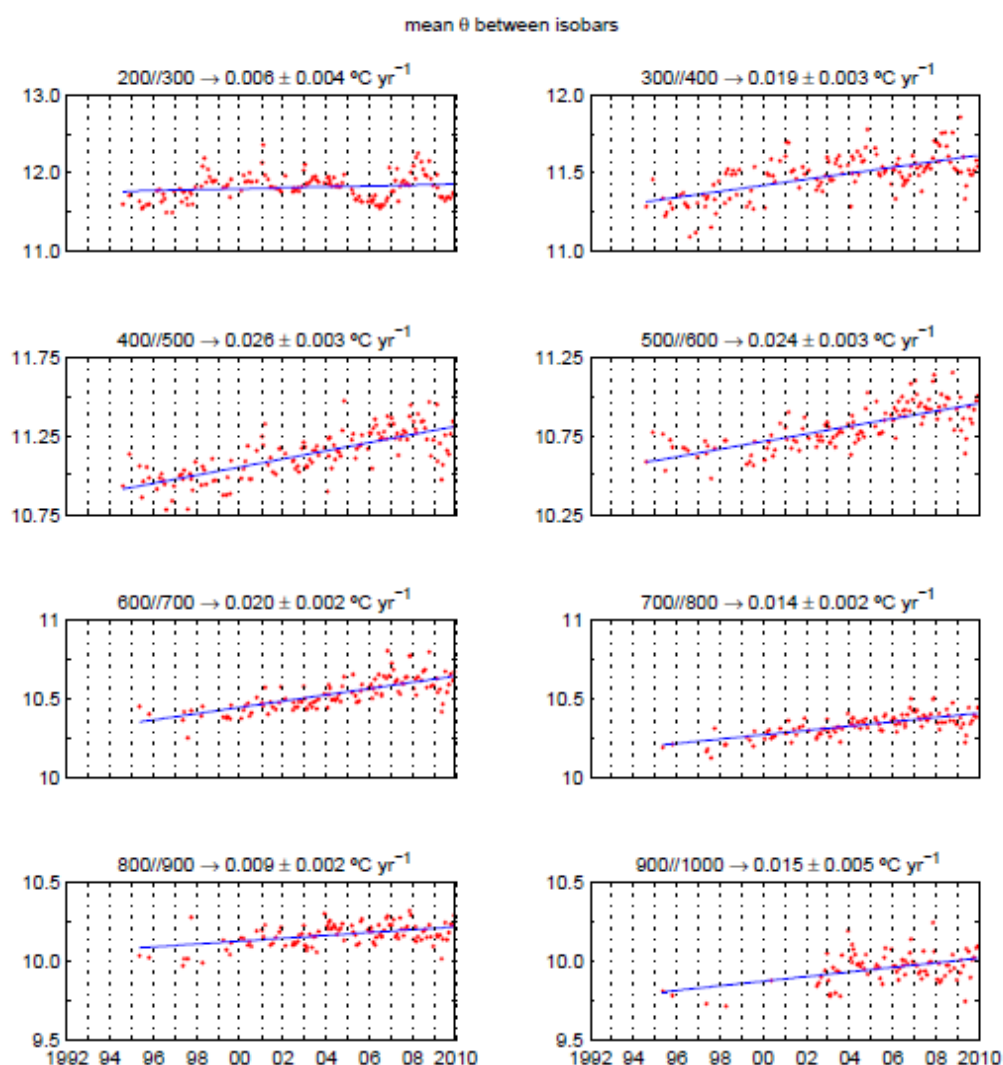 mean θ between isobars
200//300 → 0.006 ± 0.004 ºC yr⁻¹
13.0
12.0
11.0
300//400 → 0.019 ± 0.003 ºC yr⁻¹
12.0
11.5
11.0
400//500 → 0.026 ± 0.003 ºC yr⁻¹
11.75
11.25
10.75
500//600 → 0.024 ± 0.003 ºC yr⁻¹
11.25
10.75
10.25
600//700 → 0.020 ± 0.002 ºC yr⁻¹
11
10.5
10
700//800 → 0.014 ± 0.002 ºC yr⁻¹
11
10.5
10
800//900 → 0.009 ± 0.002 ºC yr⁻¹
10.5
10.0
9.5
1992 94 96 98 00 02 04 06 08 2010
900//1000 → 0.015 ± 0.005 ºC yr⁻¹
10.5
10.0
9.5
1992 94 96 98 00 02 04 06 08 2010